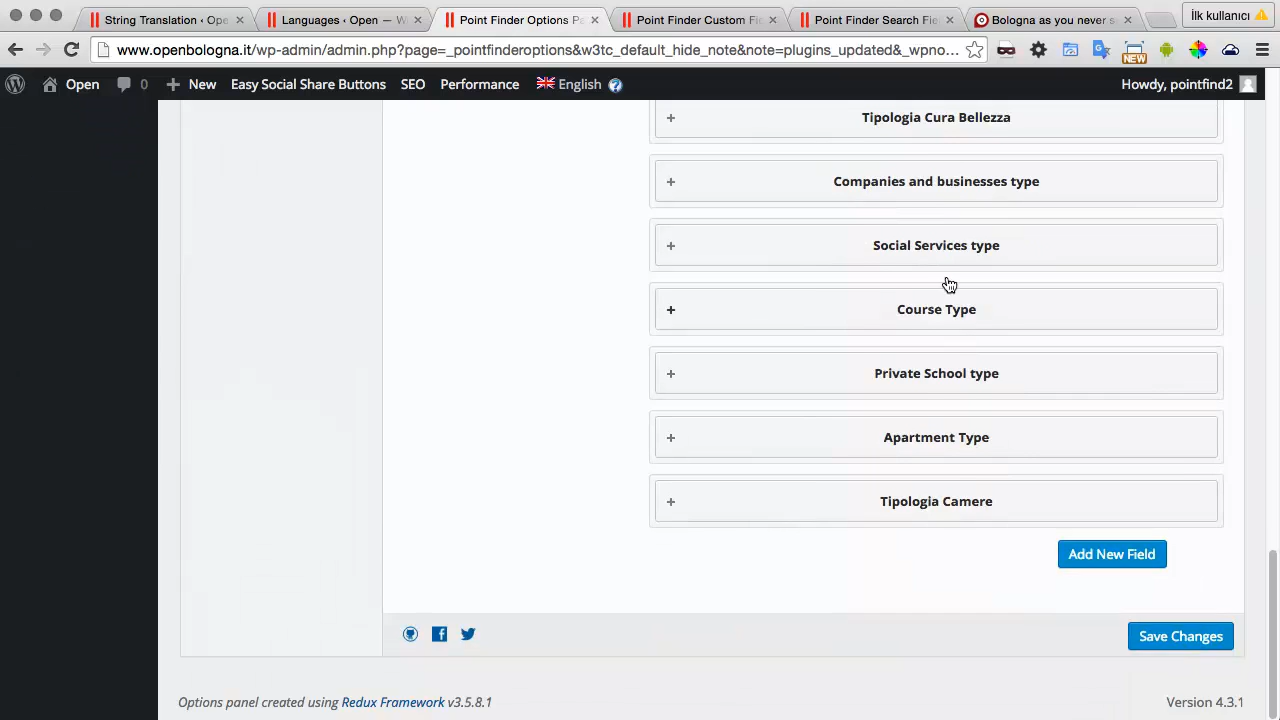 String Translation ‹ Op
Languages ‹ Open — W
Point Finder Options P
Point Finder Custom Fi
Point Finder Search Fie
Bologna as you never s
İlk kullanıcı
www.openbologna.it/wp-admin/admin.php?page=_pointfinderoptions&w3tc_default_hide_note&note=plugins_updated&_wpno...
NEW
Open
0
New
Easy Social Share Buttons
SEO
Performance
English
Howdy, pointfind2
Tipologia Cura Bellezza
Companies and businesses type
Social Services type
Course Type
Private School type
Apartment Type
Tipologia Camere
Add New Field
Save Changes
Options panel created using Redux Framework v3.5.8.1
Version 4.3.1